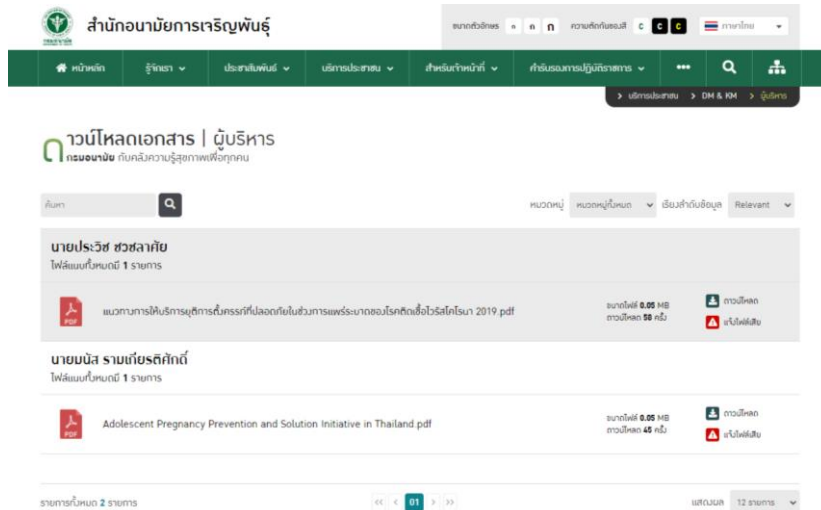 สำนักอนามัยการเจริญพันธุ์
ขนาดตัวอักษร ก ก ก ความตัดกันของสี C C C ภาษาไทย
หน้าหลัก รู้จักเรา ประชาสัมพันธ์ บริการประชาชน สำหรับเจ้าหน้าที่ คำรับรองการปฏิบัติราชการ
> บริการประชาชน > DM & KM > ผู้บริหาร
ดาวน์โหลดเอกสาร | ผู้บริหาร
กรมอนามัย กับคลังความรู้สุขภาพเพื่อทุกคน
ค้นหา หมวดหมู่ หมวดหมู่ทั้งหมด เรียงลำดับข้อมูล Relevant
นายประวิช ชวชลาศัย
ไฟล์แนบทั้งหมดมี 1 รายการ
PDF แนวทางการให้บริการยุติการตั้งครรภ์ที่ปลอดภัยในช่วงการแพร่ระบาดของโรคติดเชื้อไวรัสโคโรนา 2019.pdf
ขนาดไฟล์ 0.05 MB
ดาวน์โหลด 50 ครั้ง
ดาวน์โหลด
แจ้งไฟล์เสีย
นายมนัส รามเกียรติศักดิ์
ไฟล์แนบทั้งหมดมี 1 รายการ
PDF Adolescent Pregnancy Prevention and Solution Initiative in Thailand.pdf
ขนาดไฟล์ 0.05 MB
ดาวน์โหลด 45 ครั้ง
ดาวน์โหลด
แจ้งไฟล์เสีย
รายการทั้งหมด 2 รายการ << < 01 > >> แสดงผล 12 รายการ